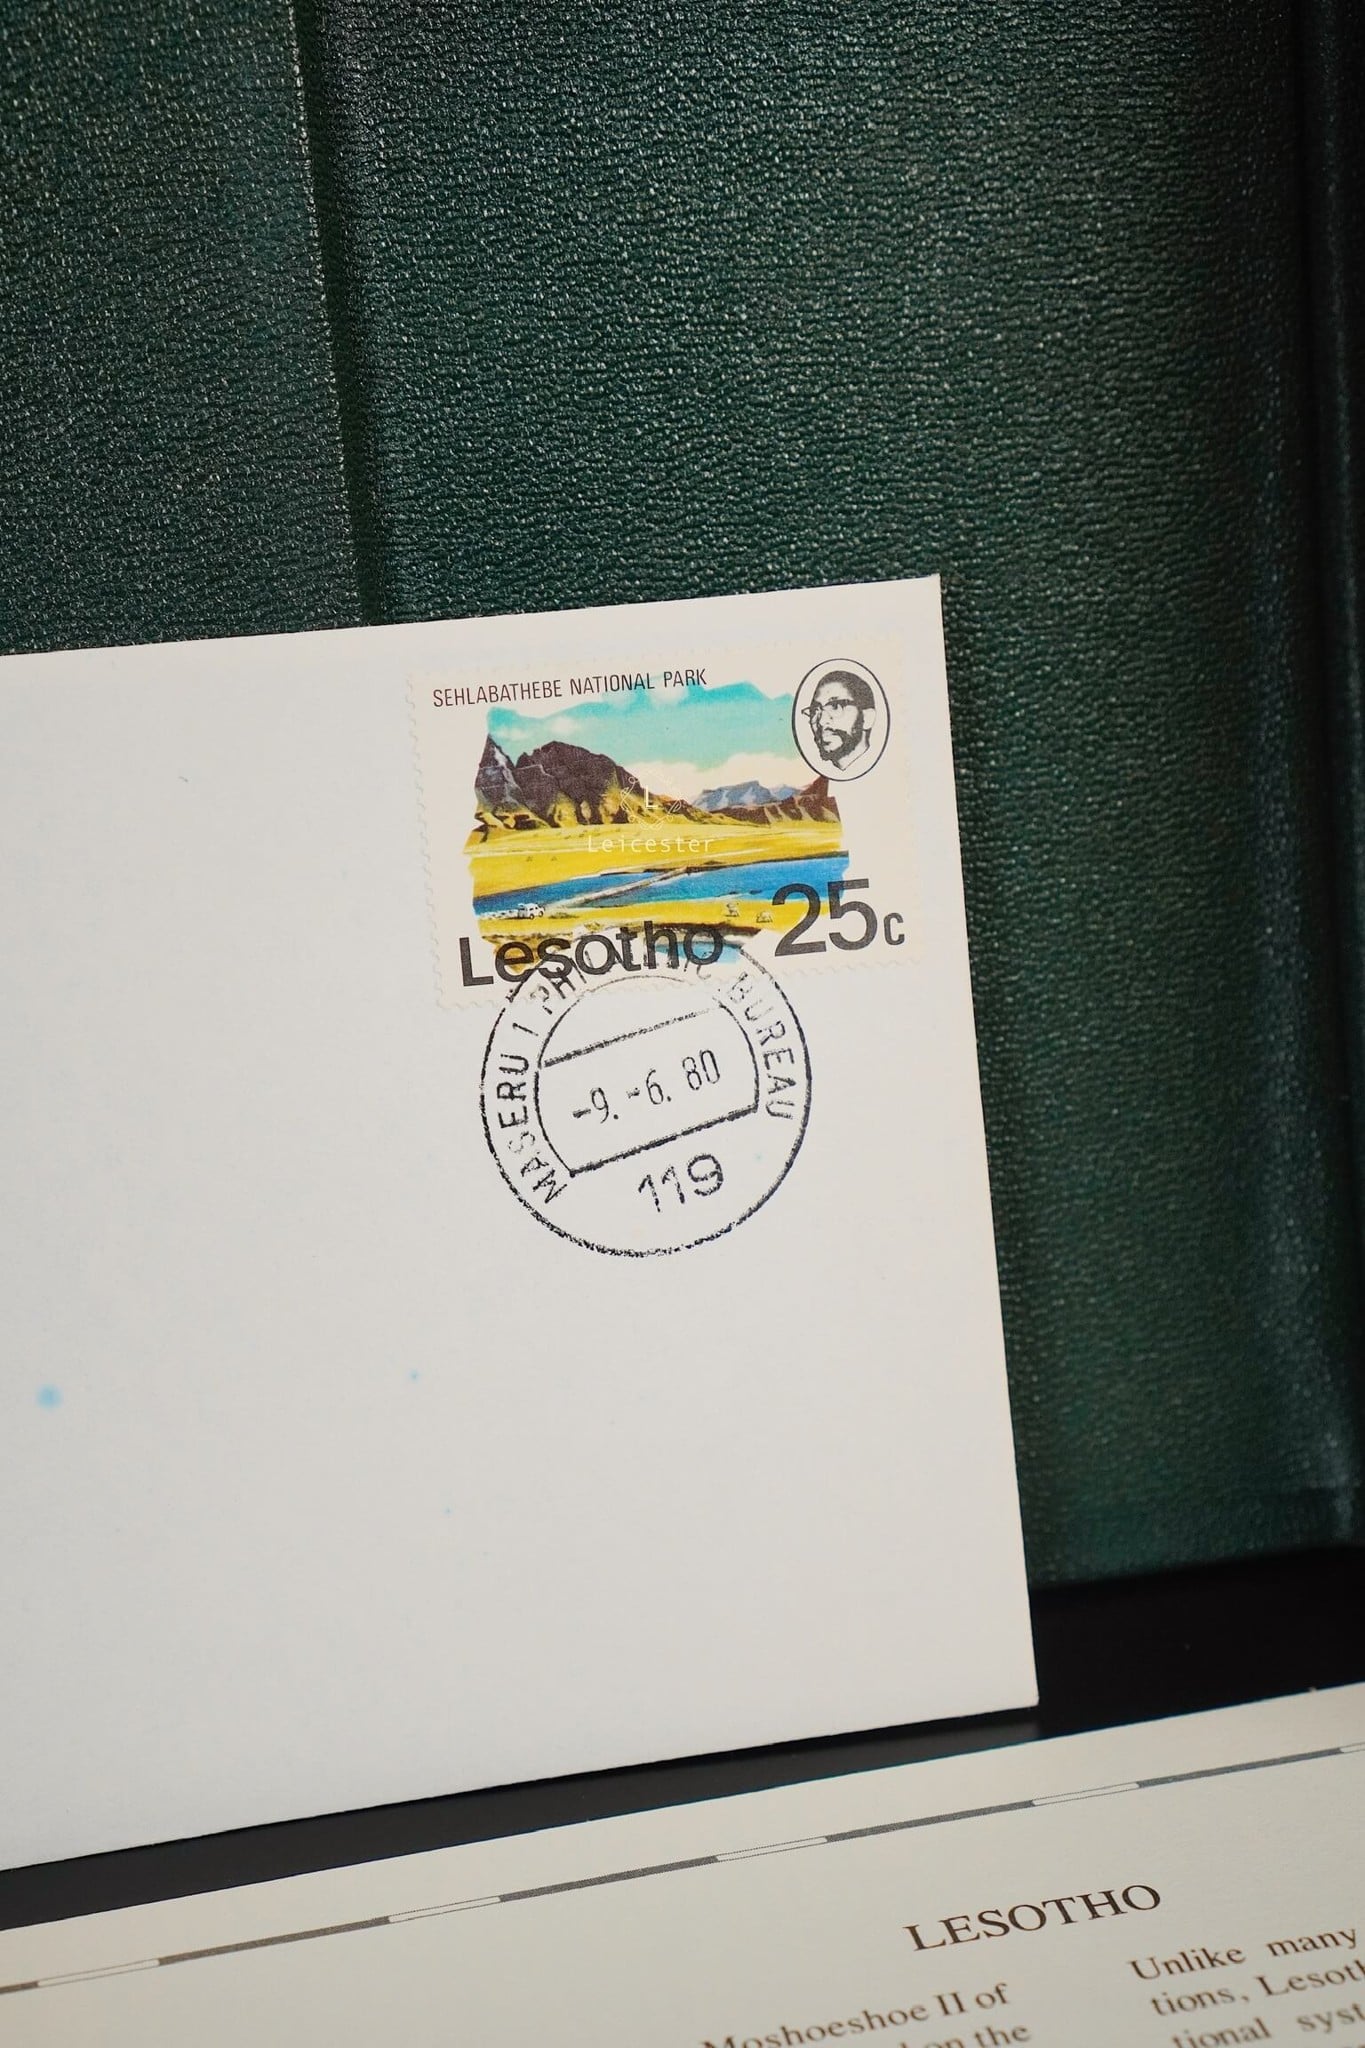 SEHLABATHEBE NATIONAL PARK
L
Leicester
25c
Lesotho
MASERU 1 PHILATELIC BUREAU
-9.-6.80
119
LESOTHO
Moshoeshoe II of
on the
Unlike many
tions, Lesoth
tional syst